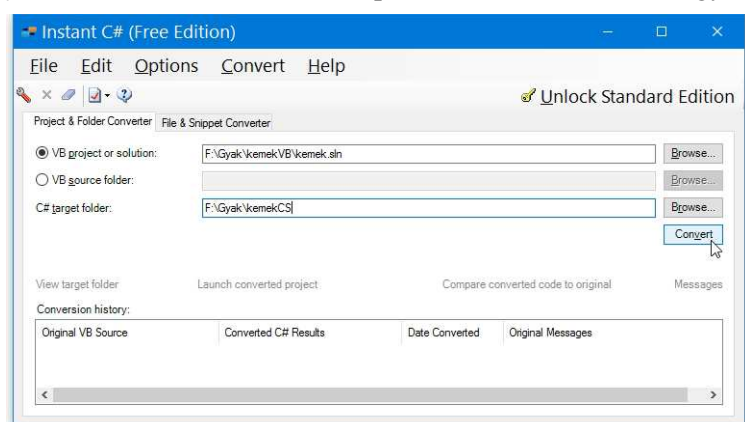 Instant C# (Free Edition)
File Edit Options Convert Help
Unlock Standard Edition
Project & Folder Converter File & Snippet Converter
VB project or solution: F:\Gyak\kemekVB\kemek.sln Browse...
VB source folder: Browse...
C# target folder: F:\Gyak\kemekCS Browse...
Convert
View target folder Launch converted project Compare converted code to original Messages
Conversion history:
Original VB Source Converted C# Results Date Converted Original Messages